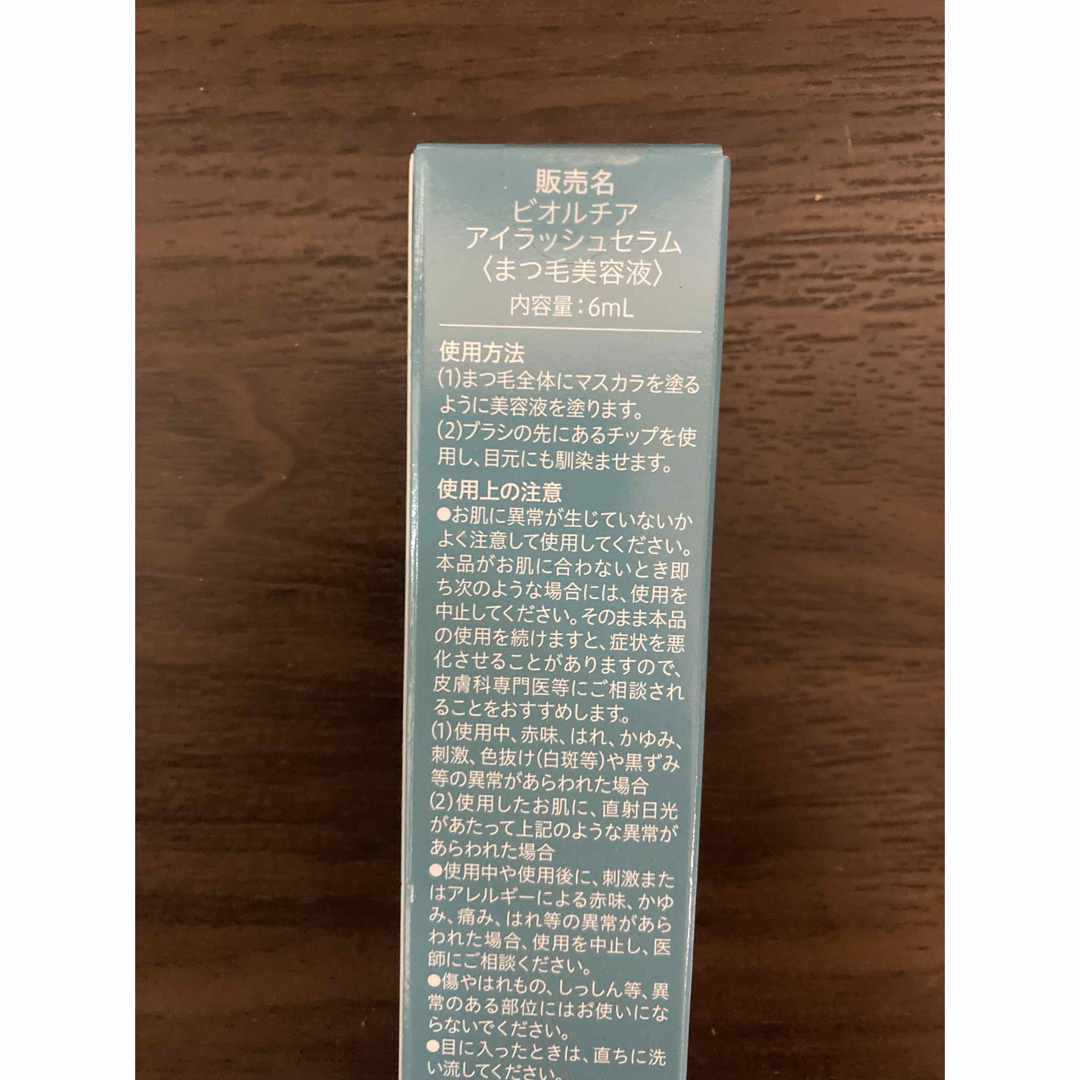 販売名
ビオルチア
アイラッシュセラム
〈まつ毛美容液〉
内容量：6mL
使用方法
(1)まつ毛全体にマスカラを塗る
ように美容液を塗ります。
(2)ブラシの先にあるチップを使
用し、目元にも馴染ませます。
使用上の注意
●お肌に異常が生じていないか
よく注意して使用してください。
本品がお肌に合わないとき即
ち次のような場合には、使用を
中止してください。そのまま本品
の使用を続けますと、症状を悪
化させることがありますので、
皮膚科専門医等にご相談され
ることをおすすめします。
(1)使用中、赤味、はれ、かゆみ、
刺激、色抜け(白斑等)や黒ずみ
等の異常があらわれた場合
(2)使用したお肌に、直射日光
があたって上記のような異常が
あらわれた場合
●使用中や使用後に、刺激また
はアレルギーによる赤味、かゆ
み、痛み、はれ等の異常があら
われた場合、使用を中止し、医
師にご相談ください。
●傷やはれもの、しっしん等、異
常のある部位にはお使いにな
らないでください。
●目に入ったときは、直ちに洗
い流してください。